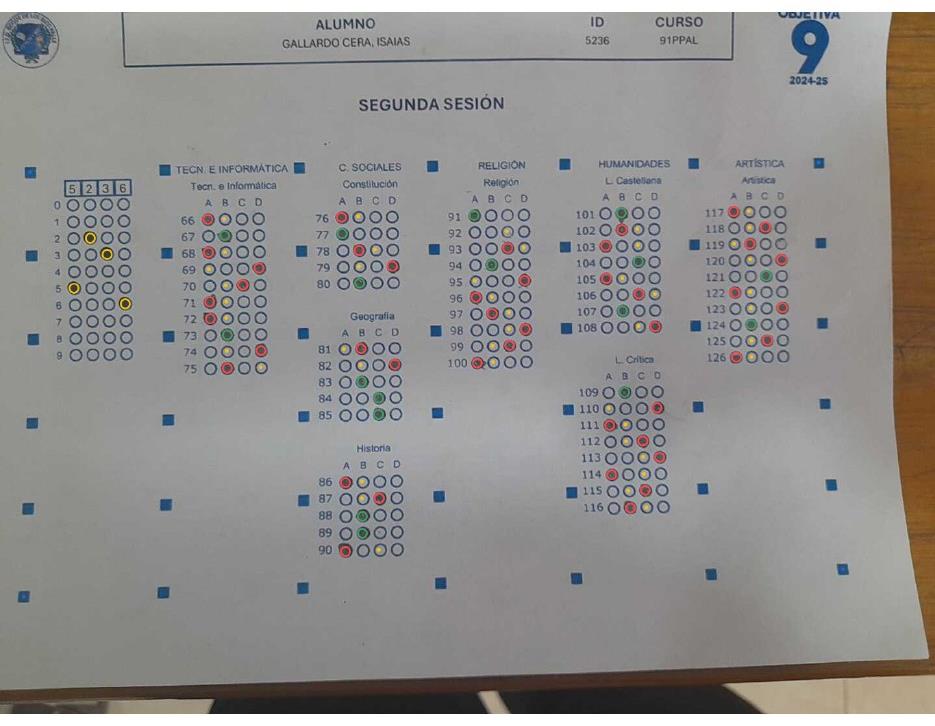 ALUMNO ID CURSO
GALLARDO CERA, ISAIAS 5236 91PPAL
OBJETIVA
9
2024-25
SEGUNDA SESIÓN
5 2 3 6
0
1
2
3
4
5
6
7
8
9
TECN. E INFORMÁTICA
Tecn. e Informática
A B C D
66
67
68
69
70
71
72
73
74
75
C. SOCIALES
Constitución
A B C D
76
77
78
79
80
Geografia
A B C D
81
82
83
84
85
Historia
A B C D
86
87
88
89
90
RELIGIÓN
Religión
A B C D
91
92
93
94
95
96
97
98
99
100
HUMANIDADES
L. Castellana
A B C D
101
102
103
104
105
106
107
108
L. Crítica
A B C D
109
110
111
112
113
114
115
116
ARTÍSTICA
Artística
A B C D
117
118
119
120
121
122
123
124
125
126